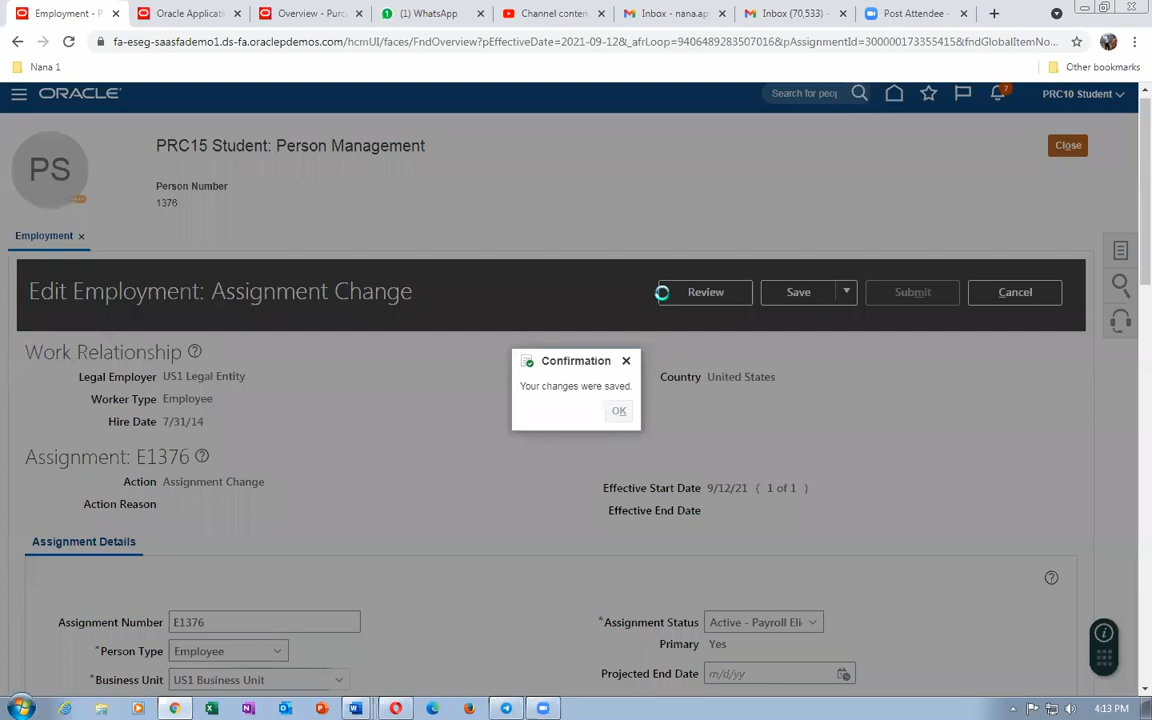 Employment - P
Oracle Applicati
Overview - Purc
(1) WhatsApp
Channel conten
Inbox - nana.ap
Inbox (70,533) -
Post Attendee -
fa-eseg-saasfademo1.ds-fa.oraclepdemos.com/hcmUI/faces/FndOverview?pEffectiveDate=2021-09-12&_afrLoop=9406489283507016&pAssignmentId=300000173355415&fndGlobalItemNo...
Nana 1
Other bookmarks
ORACLE
Search for peop
7
PRC10 Student
PS
PRC15 Student: Person Management
Close
Person Number
1376
Employment
Edit Employment: Assignment Change
Review
Save
Submit
Cancel
Work Relationship
Legal Employer US1 Legal Entity
Country United States
Worker Type Employee
Hire Date 7/31/14
Confirmation
Your changes were saved.
OK
Assignment: E1376
Action Assignment Change
Effective Start Date 9/12/21 ( 1 of 1 )
Action Reason
Effective End Date
Assignment Details
Assignment Number E1376
*Assignment Status Active - Payroll Eli
*Person Type Employee
Primary Yes
*Business Unit US1 Business Unit
Projected End Date m/d/yy
4:13 PM